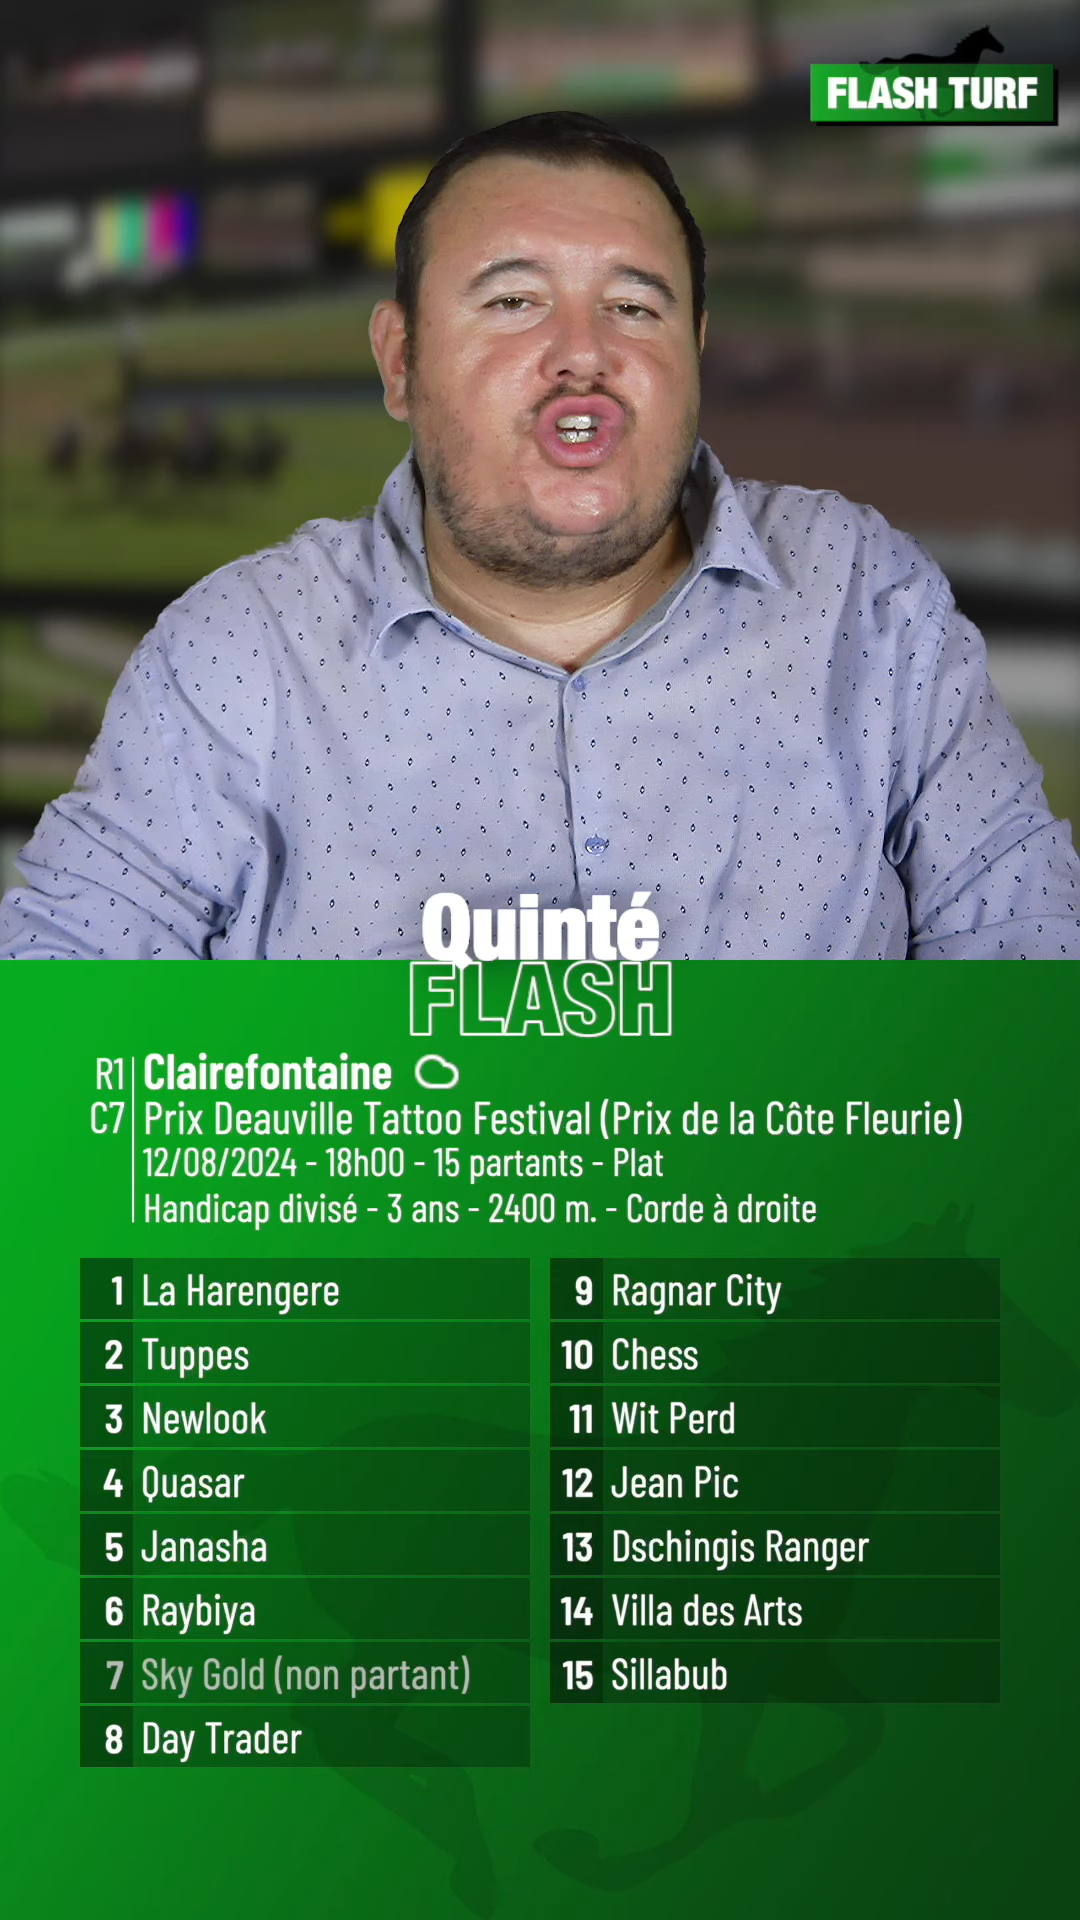 FLASH TURF
Quinté
FLASH
R1 Clairefontaine
C7 Prix Deauville Tattoo Festival (Prix de la Côte Fleurie)
12/08/2024 - 18h00 - 15 partants - Plat
Handicap divisé - 3 ans - 2400 m. - Corde à droite
1 La Harengere
2 Tuppes
3 Newlook
4 Quasar
5 Janasha
6 Raybiya
7 Sky Gold (non partant)
8 Day Trader
9 Ragnar City
10 Chess
11 Wit Perd
12 Jean Pic
13 Dschingis Ranger
14 Villa des Arts
15 Sillabub